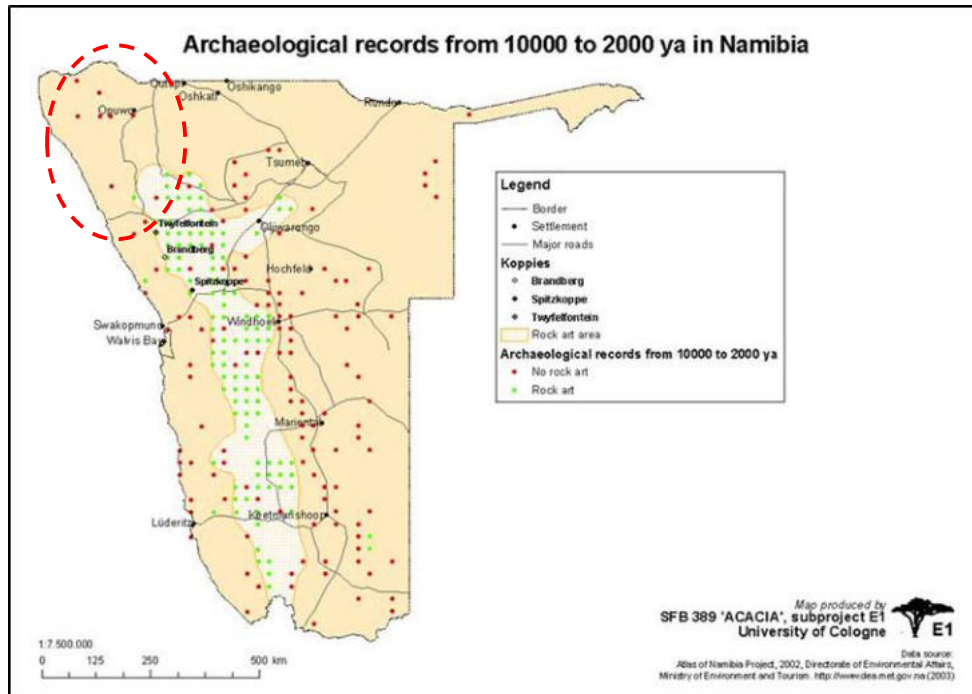 Archaeological records from 10000 to 2000 ya in Namibia
Oshikango
Oshkati
Opuwo
Rundu
Tsumeb
Twyfelfontein
Otjiwarongo
Brandberg
Hochfeld
Spitzkoppe
Swakopmund
Windhoek
Walvis Bay
Mariental
Lüderitz
Keetmanshoop
Legend
Border
Settlement
Major roads
Koppies
Brandberg
Spitzkoppe
Twyfelfontein
Rock art area
Archaeological records from 10000 to 2000 ya
No rock art
Rock art
1:7.500.000
0 125 250 500 km
Map produced by
SFB 389 'ACACIA', subproject E1
University of Cologne
E1
Data source:
Atlas of Namibia Project, 2002, Directorate of Environmental Affairs,
Ministry of Environment and Tourism. http://www.dea.met.gov.na (2003)